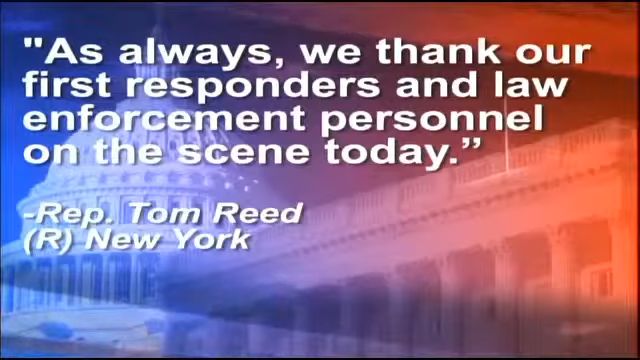 "As always, we thank our
first responders and law
enforcement personnel
on the scene today.”
-Rep. Tom Reed
(R) New York